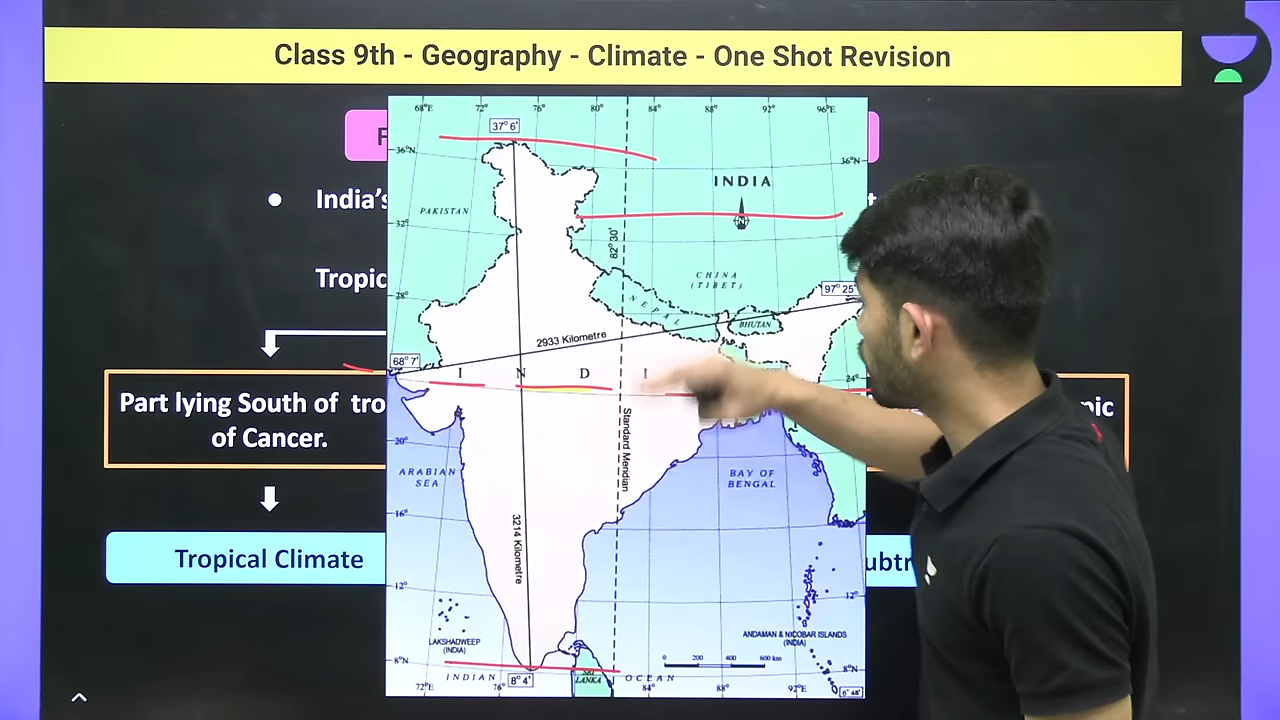 Class 9th - Geography - Climate - One Shot Revision
68°E 72° 76° 80° 84° 88° 92° 96°E
37° 6'
36°N 36°N
INDIA
India's
PAKISTAN
32°
82° 30'
Tropic
CHINA
(TIBET)
28°
NEPAL
97° 25'
BHUTAN
2933 Kilometre
68° 7'
I N D I
24°
Part lying South of tro
of Cancer.
pic
Standard Meridian
20°
ARABIAN
SEA
BAY OF
BENGAL
16°
3214 Kilometre
Tropical Climate
ubtr
12° 12°
LAKSHADWEEP
(INDIA)
ANDAMAN & NICOBAR ISLANDS
(INDIA)
0 200 400 600 km
8°N 8°N
INDIAN OCEAN
8° 4'
SRI
LANKA
72°E 76° 84° 88° 92°E
6° 45'